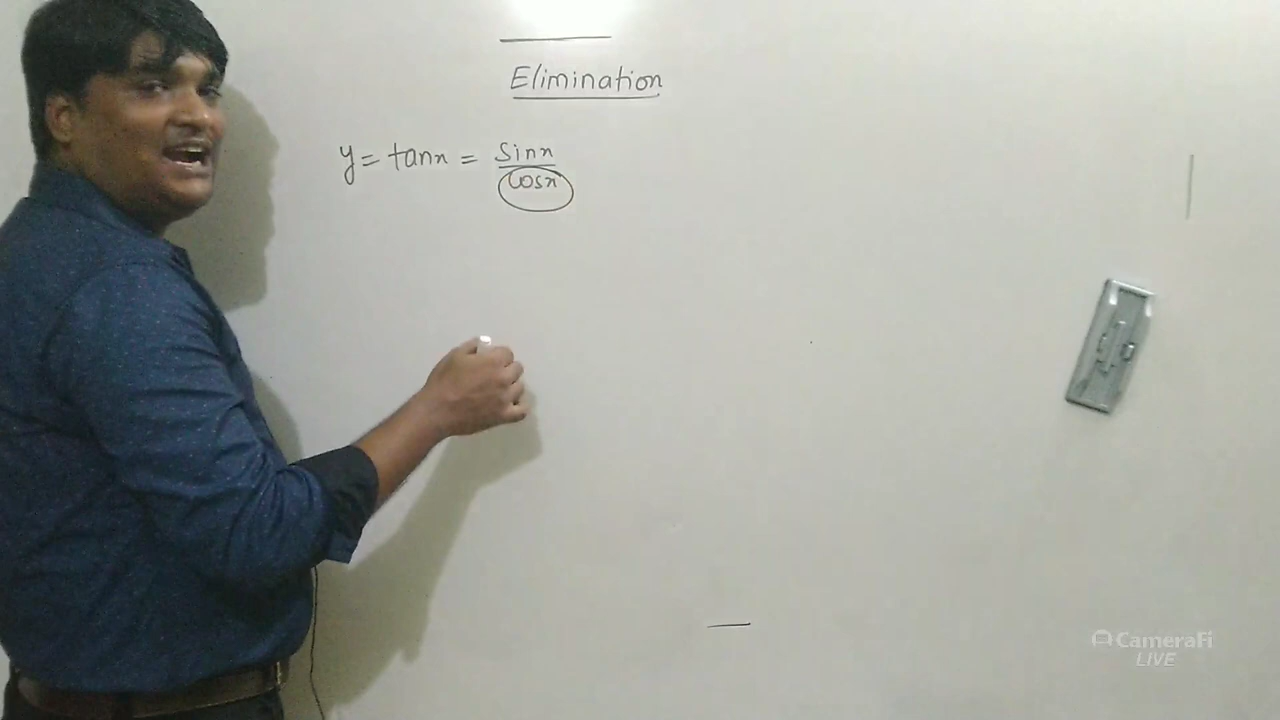 Elimination
y = tanx = sinx/cosx
CameraFi
LIVE